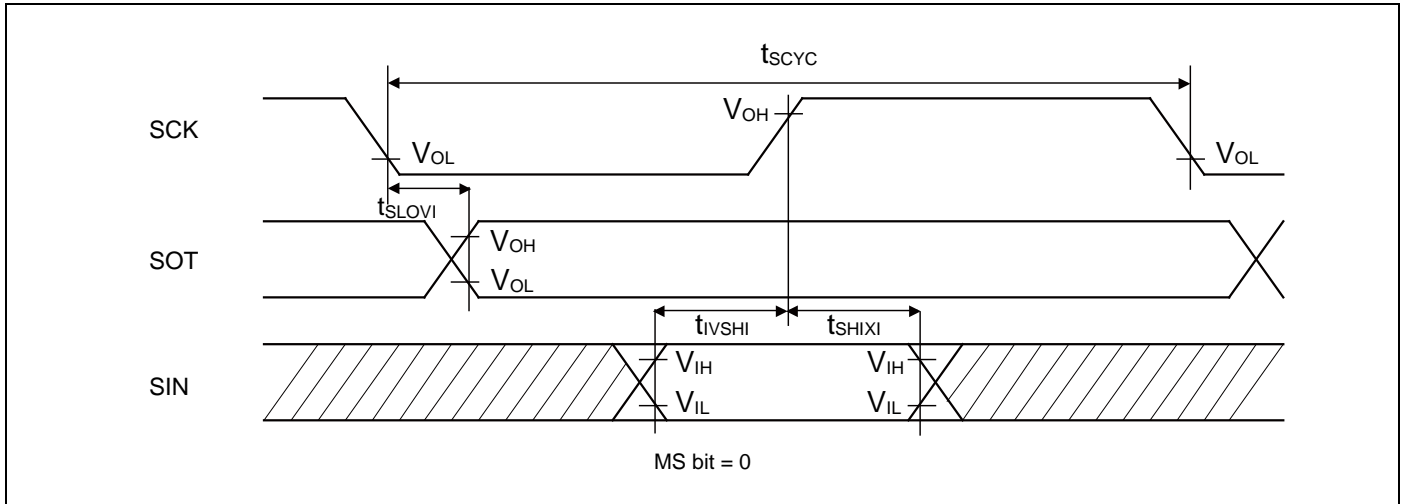 tSCYC
SCK
VOH
VOL
VOL
tSLOVI
SOT
VOH
VOL
tIVSHI
tSHIXI
SIN
VIH
VIH
VIL
VIL
MS bit = 0